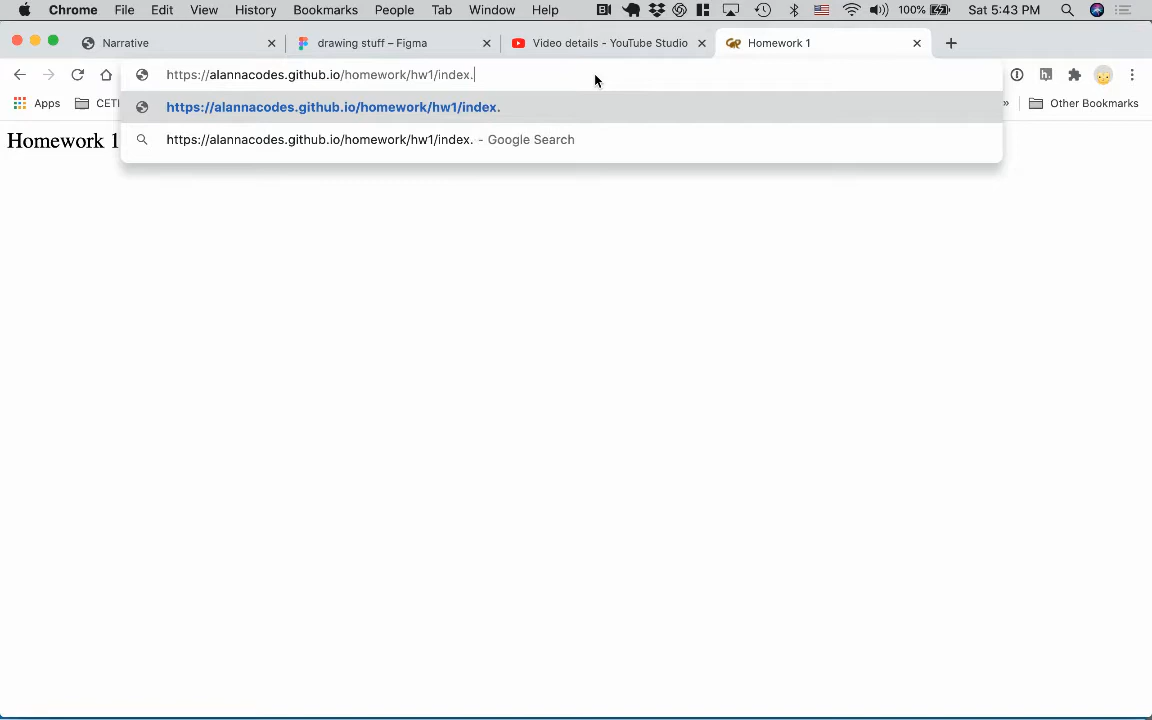 Chrome File Edit View History Bookmarks People Tab Window Help 100% Sat 5:43 PM
Narrative drawing stuff – Figma Video details - YouTube Studio Homework 1
https://alannacodes.github.io/homework/hw1/index.
Apps CET » Other Bookmarks
https://alannacodes.github.io/homework/hw1/index.
https://alannacodes.github.io/homework/hw1/index. - Google Search
Homework 1